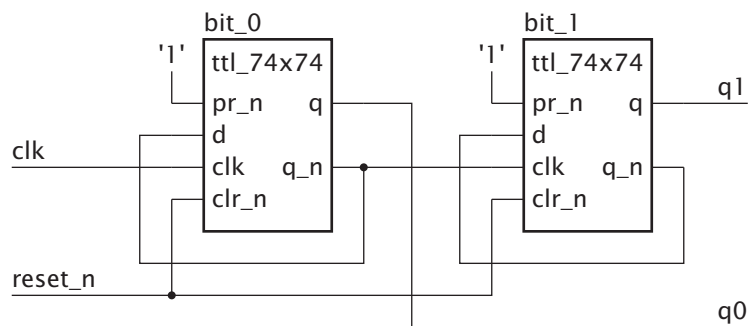 bit_0
bit_1
'1'
ttl_74x74
'1'
ttl_74x74
pr_n q
pr_n q
q1
d
d
clk
clk q_n
clk q_n
clr_n
clr_n
reset_n
q0